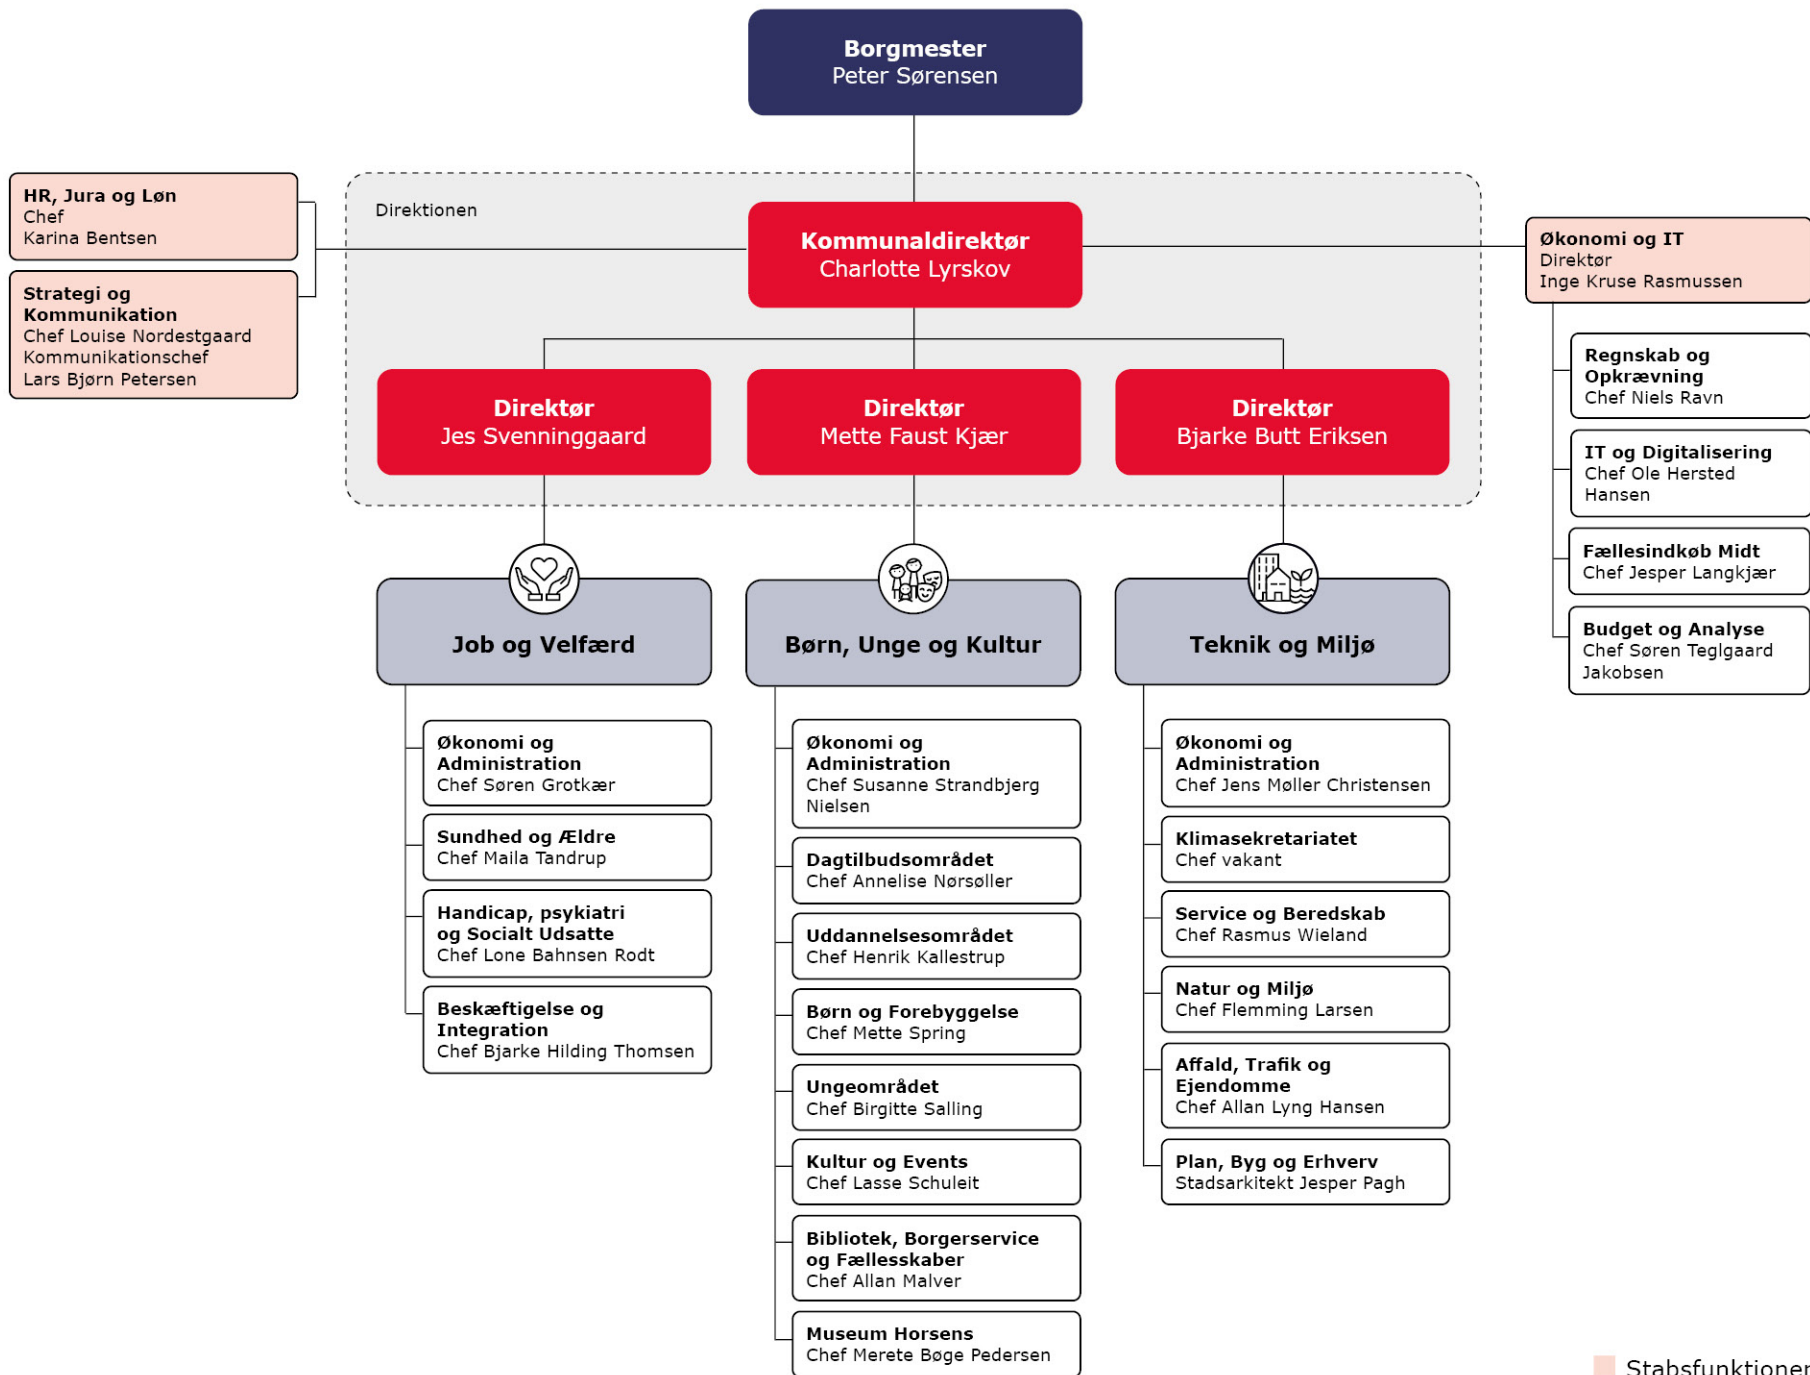 Borgmester
Peter Sørensen
HR, Jura og Løn
Chef
Karina Bentsen
Strategi og
Kommunikation
Chef Louise Nordestgaard
Kommunikationschef
Lars Bjørn Petersen
Direktionen
Kommunaldirektør
Charlotte Lyrskov
Direktør
Jes Svenninggaard
Direktør
Mette Faust Kjær
Direktør
Bjarke Butt Eriksen
Økonomi og IT
Direktør
Inge Kruse Rasmussen
Regnskab og
Opkrævning
Chef Niels Ravn
IT og Digitalisering
Chef Ole Hersted
Hansen
Fællesindkøb Midt
Chef Jesper Langkjær
Budget og Analyse
Chef Søren Teglgaard
Jakobsen
Job og Velfærd
Økonomi og
Administration
Chef Søren Grotkær
Sundhed og Ældre
Chef Maila Tandrup
Handicap, psykiatri
og Socialt Udsatte
Chef Lone Bahnsen Rodt
Beskæftigelse og
Integration
Chef Bjarke Hilding Thomsen
Børn, Unge og Kultur
Økonomi og
Administration
Chef Susanne Strandbjerg
Nielsen
Dagtilbudsområdet
Chef Annelise Nørsøller
Uddannelsesområdet
Chef Henrik Kallestrup
Børn og Forebyggelse
Chef Mette Spring
Ungeområdet
Chef Birgitte Salling
Kultur og Events
Chef Lasse Schuleit
Bibliotek, Borgerservice
og Fællesskaber
Chef Allan Malver
Museum Horsens
Chef Merete Bøge Pedersen
Teknik og Miljø
Økonomi og
Administration
Chef Jens Møller Christensen
Klimasekretariatet
Chef vakant
Service og Beredskab
Chef Rasmus Wieland
Natur og Miljø
Chef Flemming Larsen
Affald, Trafik og
Ejendomme
Chef Allan Lyng Hansen
Plan, Byg og Erhverv
Stadsarkitekt Jesper Pagh
Stabsfunktioner